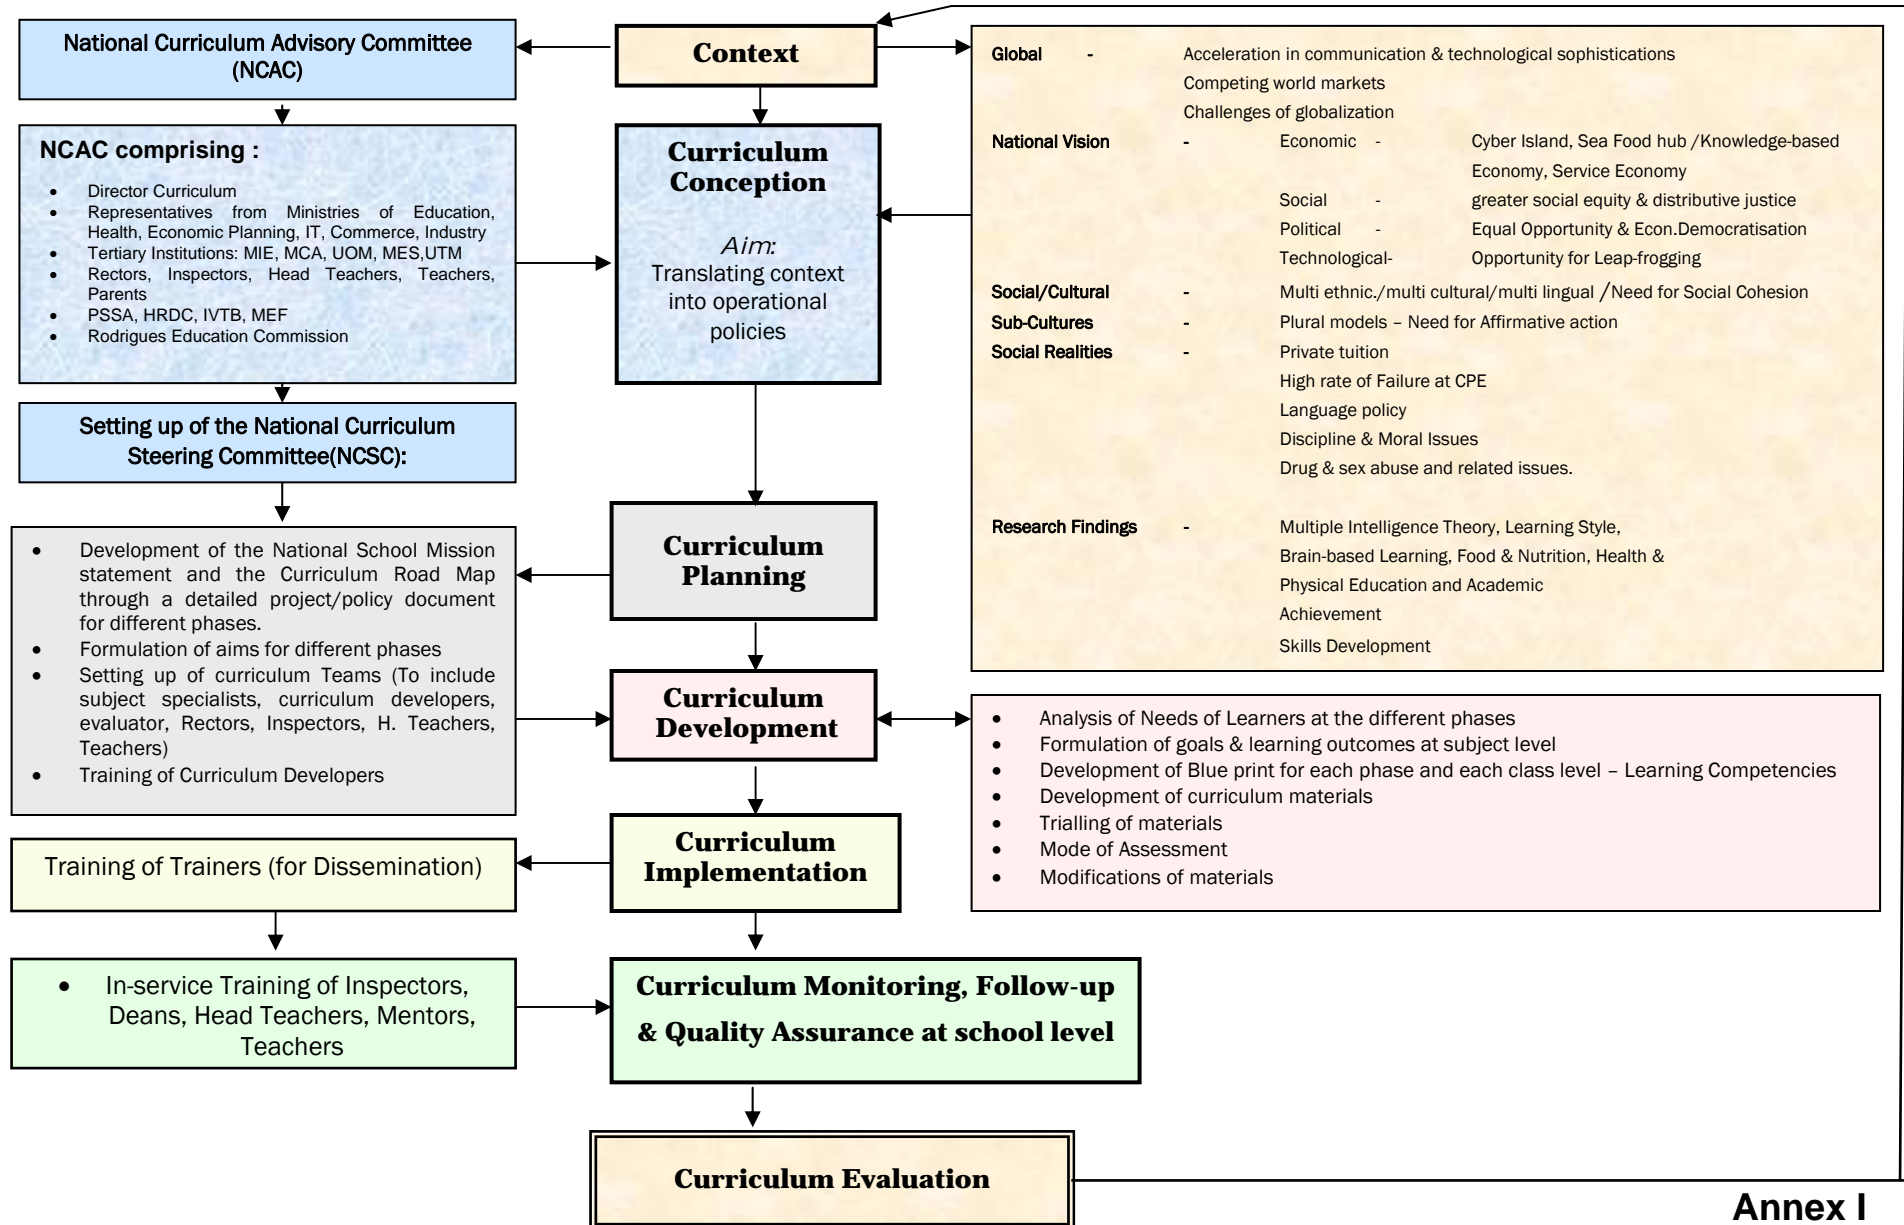 National Curriculum Advisory Committee
(NCAC)
NCAC comprising :
• Director Curriculum
• Representatives from Ministries of Education,
Health, Economic Planning, IT, Commerce, Industry
• Tertiary Institutions: MIE, MCA, UOM, MES,UTM
• Rectors, Inspectors, Head Teachers, Teachers,
Parents
• PSSA, HRDC, IVTB, MEF
• Rodrigues Education Commission
Setting up of the National Curriculum
Steering Committee(NCSC):
• Development of the National School Mission
statement and the Curriculum Road Map
through a detailed project/policy document
for different phases.
• Formulation of aims for different phases
• Setting up of curriculum Teams (To include
subject specialists, curriculum developers,
evaluator, Rectors, Inspectors, H. Teachers,
Teachers)
• Training of Curriculum Developers
Training of Trainers (for Dissemination)
• In-service Training of Inspectors,
Deans, Head Teachers, Mentors,
Teachers
Context
Curriculum
Conception
Aim:
Translating context
into operational
policies
Curriculum
Planning
Curriculum
Development
Curriculum
Implementation
Curriculum Monitoring, Follow-up
& Quality Assurance at school level
Curriculum Evaluation
Global - Acceleration in communication & technological sophistications
Competing world markets
Challenges of globalization
National Vision - Economic - Cyber Island, Sea Food hub /Knowledge-based
Economy, Service Economy
Social - greater social equity & distributive justice
Political - Equal Opportunity & Econ.Democratisation
Technological- Opportunity for Leap-frogging
Social/Cultural - Multi ethnic./multi cultural/multi lingual /Need for Social Cohesion
Sub-Cultures - Plural models – Need for Affirmative action
Social Realities - Private tuition
High rate of Failure at CPE
Language policy
Discipline & Moral Issues
Drug & sex abuse and related issues.
Research Findings - Multiple Intelligence Theory, Learning Style,
Brain-based Learning, Food & Nutrition, Health &
Physical Education and Academic
Achievement
Skills Development
• Analysis of Needs of Learners at the different phases
• Formulation of goals & learning outcomes at subject level
• Development of Blue print for each phase and each class level – Learning Competencies
• Development of curriculum materials
• Trialling of materials
• Mode of Assessment
• Modifications of materials
Annex I